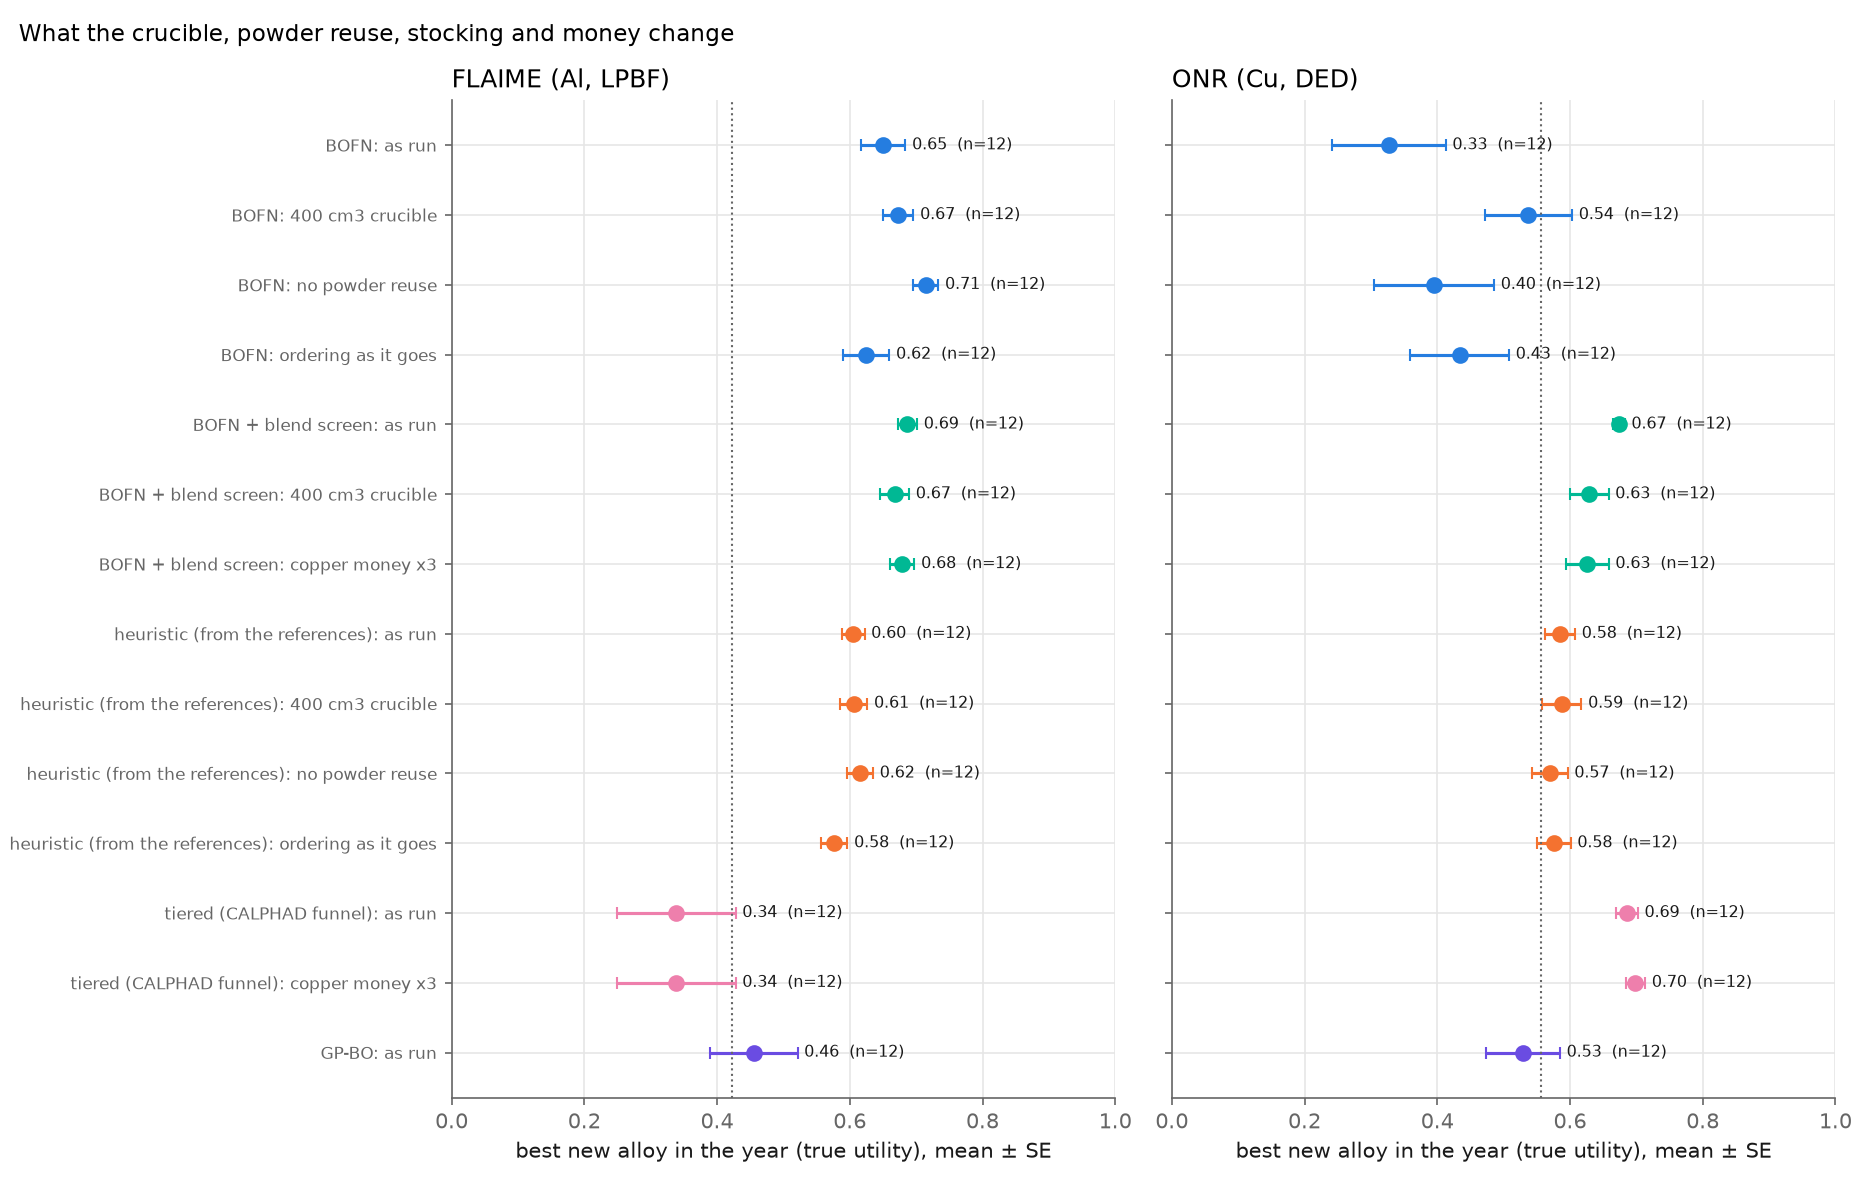 What the crucible, powder reuse, stocking and money change
FLAIME (Al, LPBF)
ONR (Cu, DED)
BOFN: as run
0.65 (n=12)
0.33 (n=12)
BOFN: 400 cm3 crucible
0.67 (n=12)
0.54 (n=12)
BOFN: no powder reuse
0.71 (n=12)
0.40 (n=12)
BOFN: ordering as it goes
0.62 (n=12)
0.43 (n=12)
BOFN + blend screen: as run
0.69 (n=12)
0.67 (n=12)
BOFN + blend screen: 400 cm3 crucible
0.67 (n=12)
0.63 (n=12)
BOFN + blend screen: copper money x3
0.68 (n=12)
0.63 (n=12)
heuristic (from the references): as run
0.60 (n=12)
0.58 (n=12)
heuristic (from the references): 400 cm3 crucible
0.61 (n=12)
0.59 (n=12)
heuristic (from the references): no powder reuse
0.62 (n=12)
0.57 (n=12)
heuristic (from the references): ordering as it goes
0.58 (n=12)
0.58 (n=12)
tiered (CALPHAD funnel): as run
0.34 (n=12)
0.69 (n=12)
tiered (CALPHAD funnel): copper money x3
0.34 (n=12)
0.70 (n=12)
GP-BO: as run
0.46 (n=12)
0.53 (n=12)
0.0 0.2 0.4 0.6 0.8 1.0
0.0 0.2 0.4 0.6 0.8 1.0
best new alloy in the year (true utility), mean ± SE
best new alloy in the year (true utility), mean ± SE